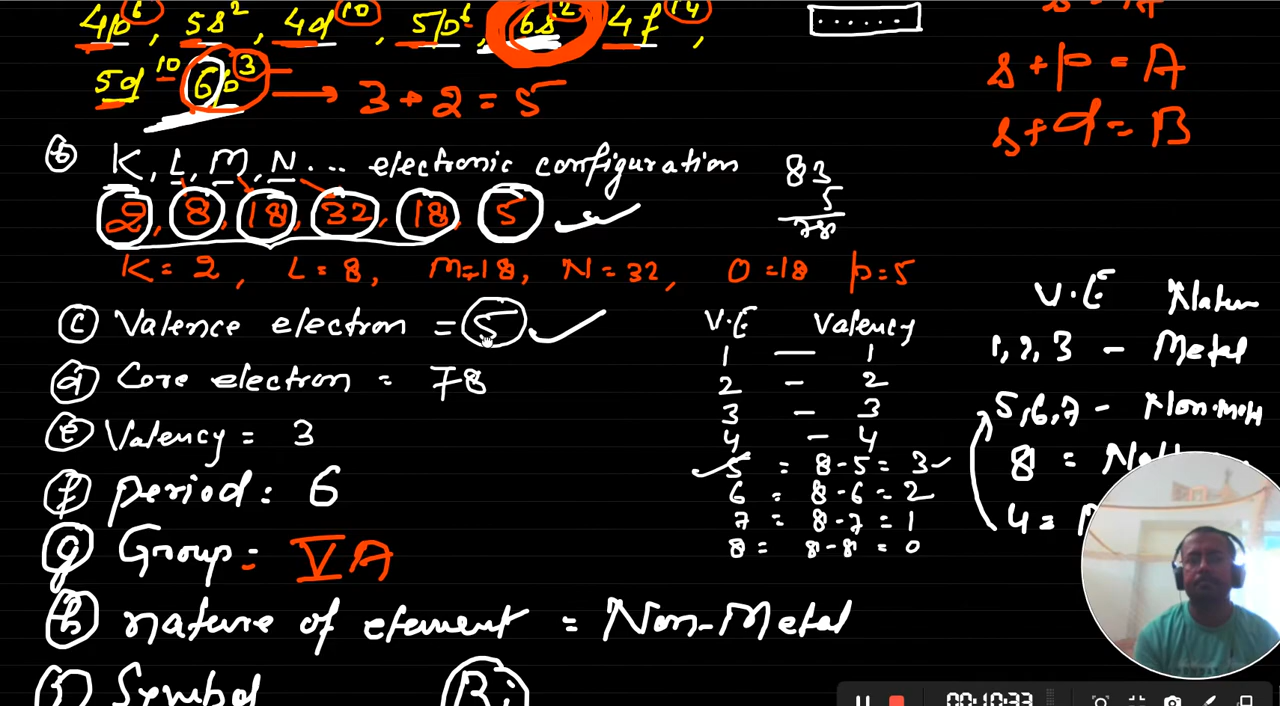 4p⁶, 5s², 4d¹⁰, 5p⁶, 6s², 4f¹⁴,
5d¹⁰ 6p³ → 3 + 2 = 5
s + p = A
s + d = B
(b) K, L, M, N ... electronic configuration
2, 8, 18, 32, 18, 5
83
5
78
K = 2, L = 8, M = 18, N = 32, O = 18 p = 5
(c) Valence electron = 5
(d) Core electron = 78
(e) Valency = 3
(f) period : 6
(g) Group = V A
(h) nature of element = Non-Metal
(i) Symbol Bi
V.E Valency
1 — 1
2 - 2
3 - 3
4 - 4
5 = 8-5 = 3
6 = 8-6 = 2
7 = 8-7 = 1
8 = 8-8 = 0
V.E
1, 2, 3 - Metal
5, 6, 7 -
8 =
4 =
00:10:33